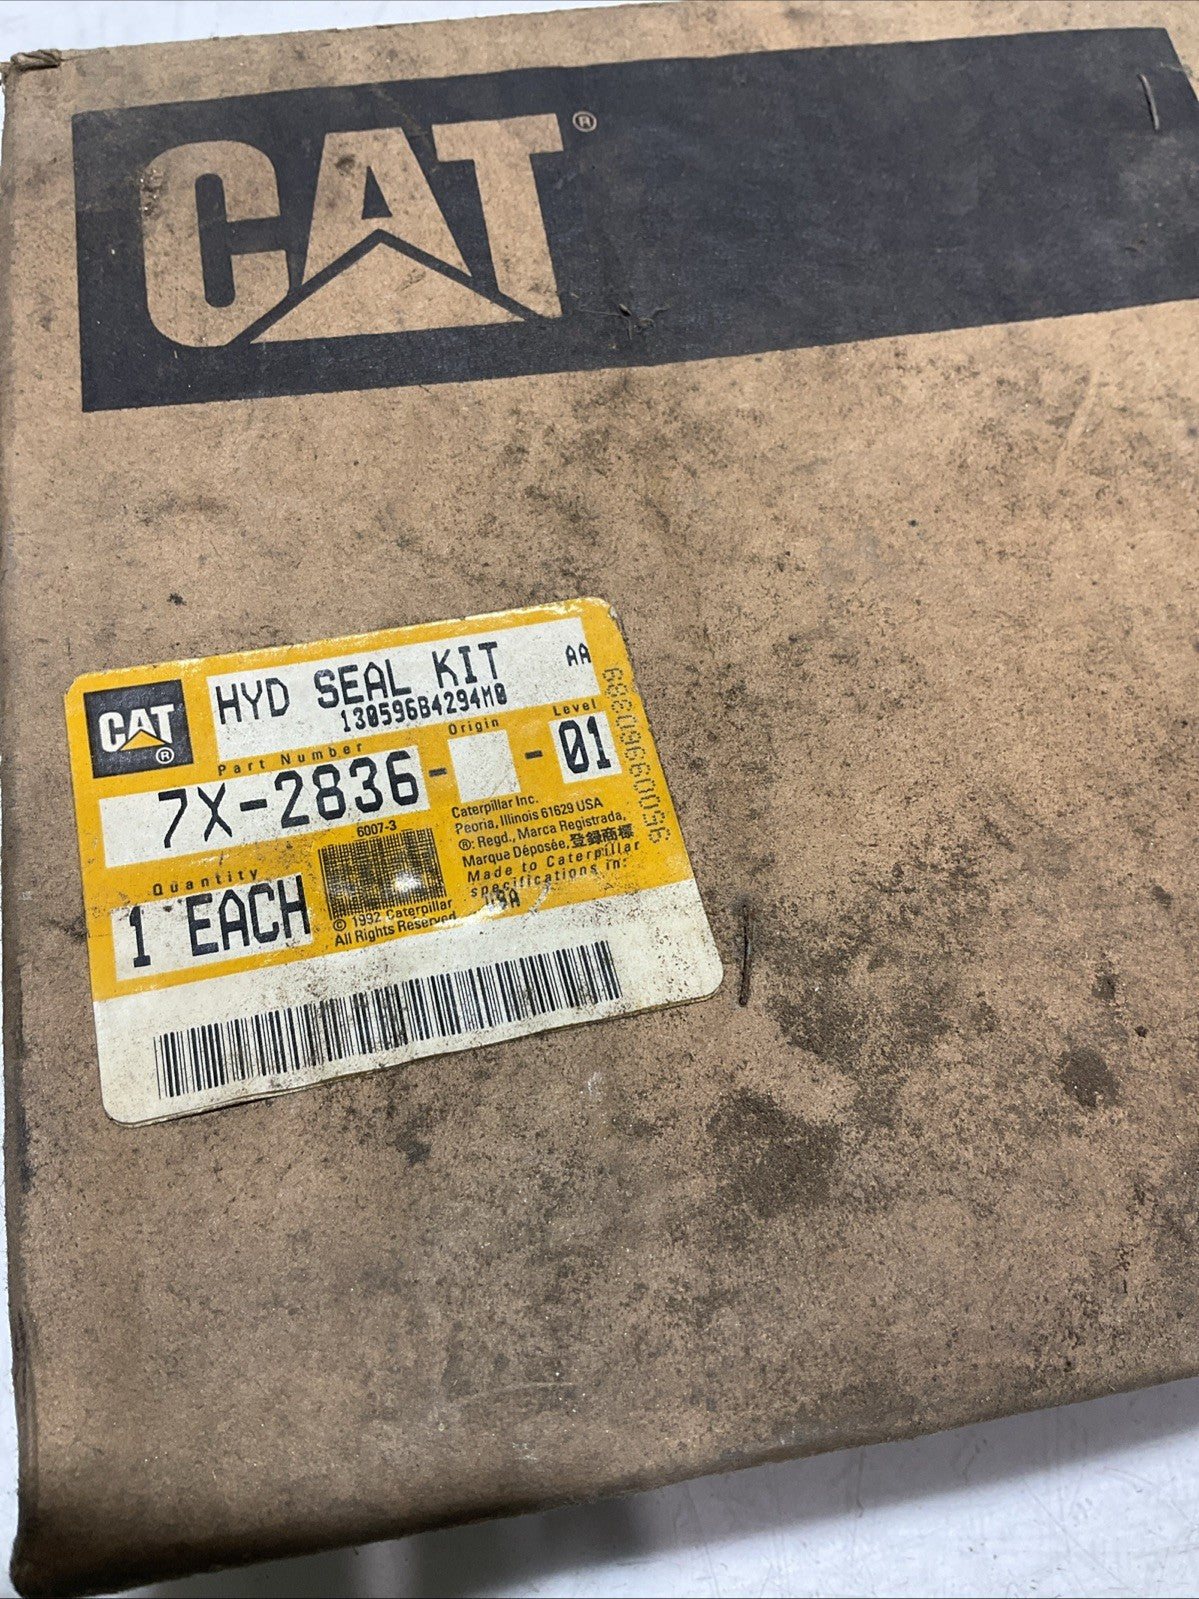 CAT®
CAT®
HYD SEAL KIT AA
130596B4294M0
Part Number Origin Level
7X-2836- -01
Quantity
1 EACH
6007-3
© 1992 Caterpillar
All Rights Reserved
Caterpillar Inc.
Peoria, Illinois 61629 USA
®: Regd., Marca Registrada,
Marque Déposée, 登録商標
Made to Caterpillar
specifications in:
USA